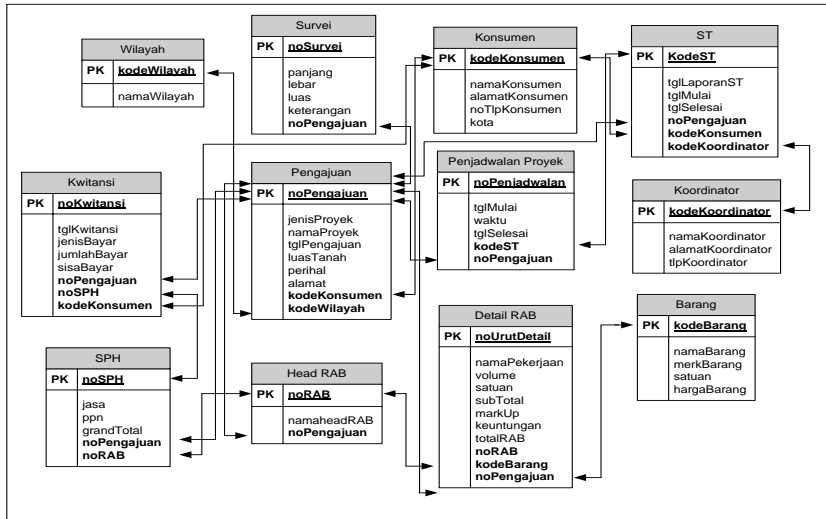 Wilayah
PK kodeWilayah
namaWilayah
Survei
PK noSurvei
panjang
lebar
luas
keterangan
noPengajuan
Konsumen
PK kodeKonsumen
namaKonsumen
alamatKonsumen
noTlpKonsumen
kota
ST
PK KodeST
tglLaporanST
tglMulai
tglSelesai
noPengajuan
kodeKonsumen
kodeKoordinator
Kwitansi
PK noKwitansi
tglKwitansi
jenisBayar
jumlahBayar
sisaBayar
noPengajuan
noSPH
kodeKonsumen
Pengajuan
PK noPengajuan
jenisProyek
namaProyek
tglPengajuan
luasTanah
perihal
alamat
kodeKonsumen
kodeWilayah
Penjadwalan Proyek
PK noPenjadwalan
tglMulai
waktu
tglSelesai
kodeST
noPengajuan
Koordinator
PK kodeKoordinator
namaKoordinator
alamatKoordinator
tlpKoordinator
SPH
PK noSPH
jasa
ppn
grandTotal
noPengajuan
noRAB
Head RAB
PK noRAB
namaheadRAB
noPengajuan
Detail RAB
PK noUrutDetail
namaPekerjaan
volume
satuan
subTotal
markUp
keuntungan
totalRAB
noRAB
kodeBarang
noPengajuan
Barang
PK kodeBarang
namaBarang
merkBarang
satuan
hargaBarang